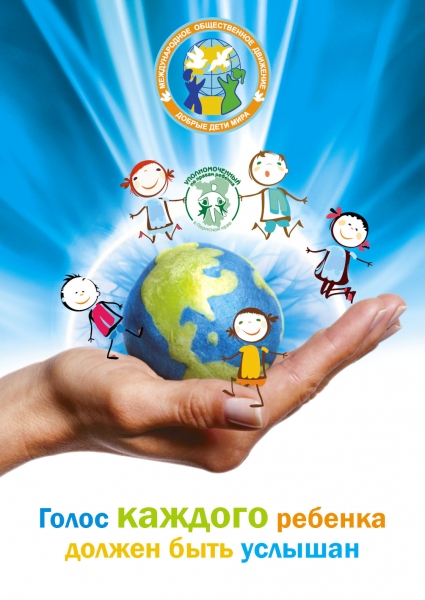 МЕЖДУНАРОДНОЕ ОБЩЕСТВЕННОЕ ДВИЖЕНИЕ
ДОБРЫЕ ДЕТИ МИРА
УПОЛНОМОЧЕННЫЙ
по правам ребенка
Голос каждого ребенка
должен быть услышан